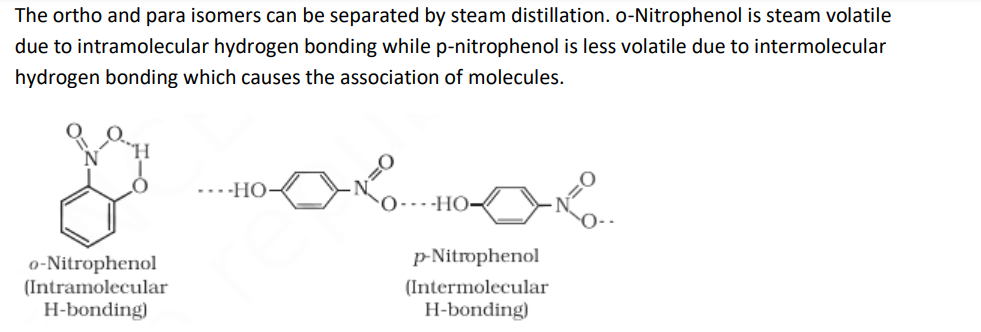 The ortho and para isomers can be separated by steam distillation. o-Nitrophenol is steam volatile
due to intramolecular hydrogen bonding while p-nitrophenol is less volatile due to intermolecular
hydrogen bonding which causes the association of molecules.
O O H
N
O
----HO N O O----HO N O O--
o-Nitrophenol
(Intramolecular
H-bonding)
p-Nitrophenol
(Intermolecular
H-bonding)